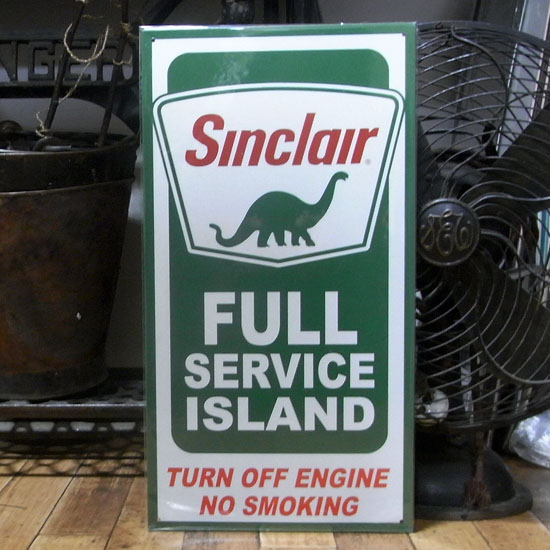 Sinclair
FULL
SERVICE
ISLAND
TURN OFF ENGINE
NO SMOKING